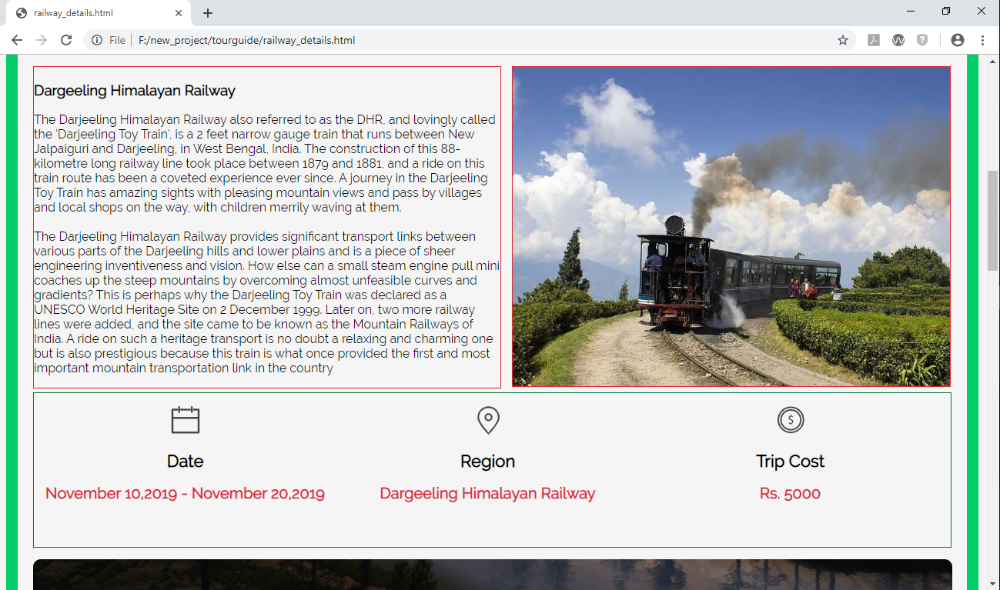 railway_details.html
File
F:/new_project/tourguide/railway_details.html
Dargeeling Himalayan Railway
The Darjeeling Himalayan Railway also referred to as the DHR, and lovingly called
the 'Darjeeling Toy Train', is a 2 feet narrow gauge train that runs between New
Jalpaiguri and Darjeeling, in West Bengal, India. The construction of this 88-
kilometre long railway line took place between 1879 and 1881, and a ride on this
train route has been a coveted experience ever since. A journey in the Darjeeling
Toy Train has amazing sights with pleasing mountain views and pass by villages
and local shops on the way, with children merrily waving at them.
The Darjeeling Himalayan Railway provides significant transport links between
various parts of the Darjeeling hills and lower plains and is a piece of sheer
engineering inventiveness and vision. How else can a small steam engine pull mini
coaches up the steep mountains by overcoming almost unfeasible curves and
gradients? This is perhaps why the Darjeeling Toy Train was declared as a
UNESCO World Heritage Site on 2 December 1999. Later on, two more railway
lines were added, and the site came to be known as the Mountain Railways of
India. A ride on such a heritage transport is no doubt a relaxing and charming one
but is also prestigious because this train is what once provided the first and most
important mountain transportation link in the country
$
Date
Region
Trip Cost
November 10,2019 - November 20,2019
Dargeeling Himalayan Railway
Rs. 5000